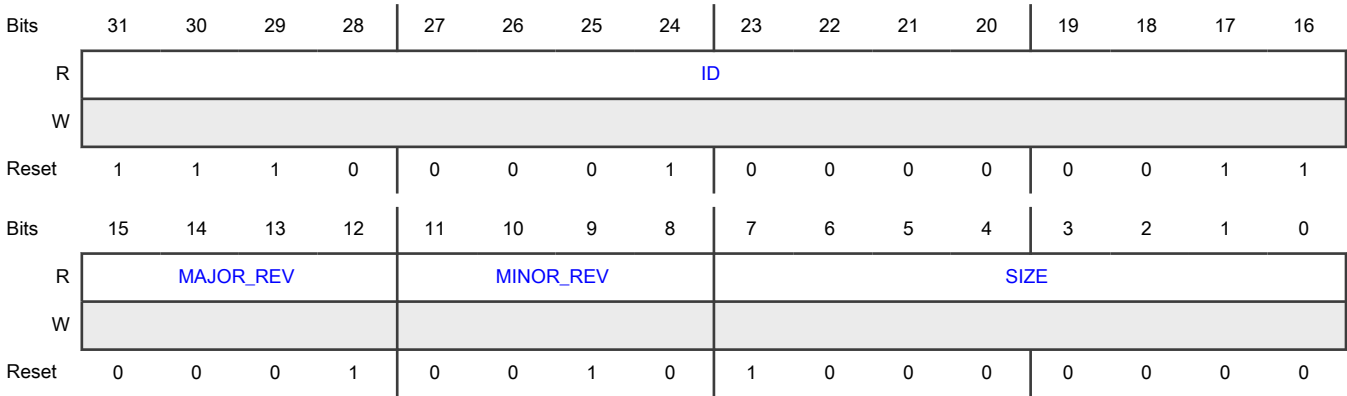 Bits 31 30 29 28 27 26 25 24 23 22 21 20 19 18 17 16
R ID
W
Reset 1 1 1 0 0 0 0 1 0 0 0 0 0 0 1 1
Bits 15 14 13 12 11 10 9 8 7 6 5 4 3 2 1 0
R MAJOR_REV MINOR_REV SIZE
W
Reset 0 0 0 1 0 0 1 0 1 0 0 0 0 0 0 0